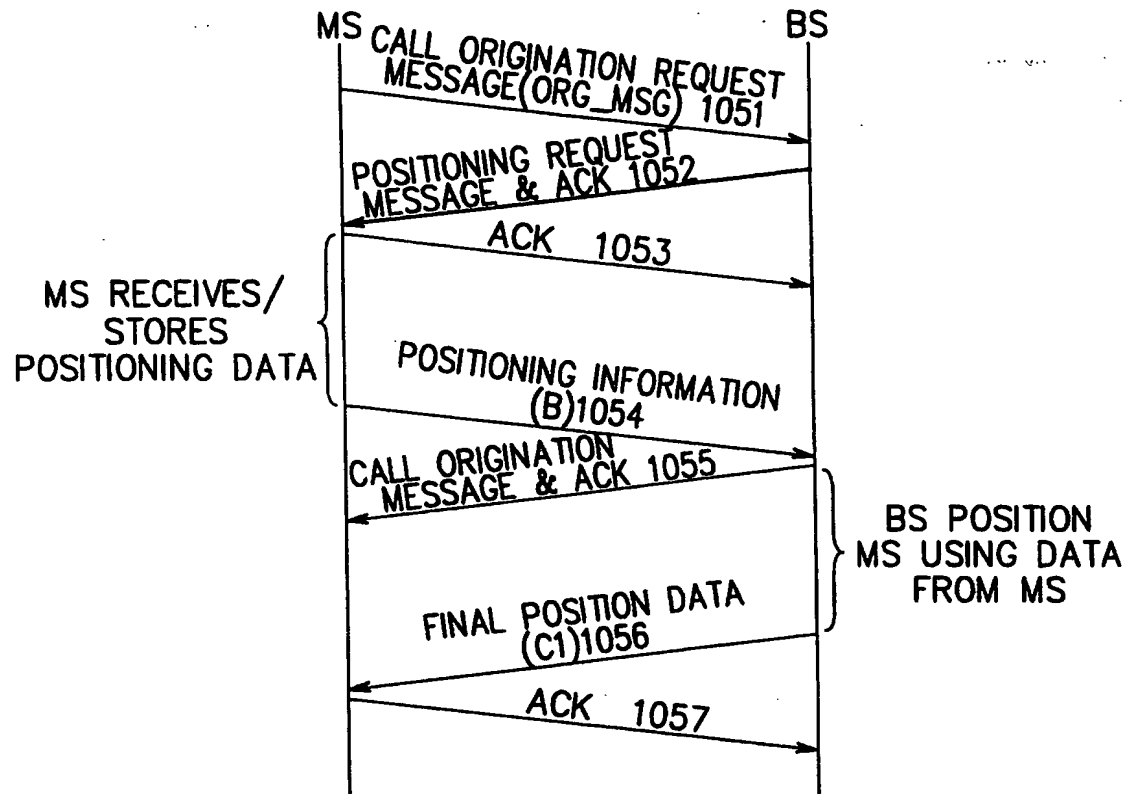 MS
BS
CALL ORIGINATION REQUEST
MESSAGE(ORG_MSG) 1051
POSITIONING REQUEST
MESSAGE & ACK 1052
ACK 1053
MS RECEIVES/
STORES
POSITIONING DATA
POSITIONING INFORMATION
(B)1054
CALL ORIGINATION
MESSAGE & ACK 1055
BS POSITION
MS USING DATA
FROM MS
FINAL POSITION DATA
(C1)1056
ACK 1057